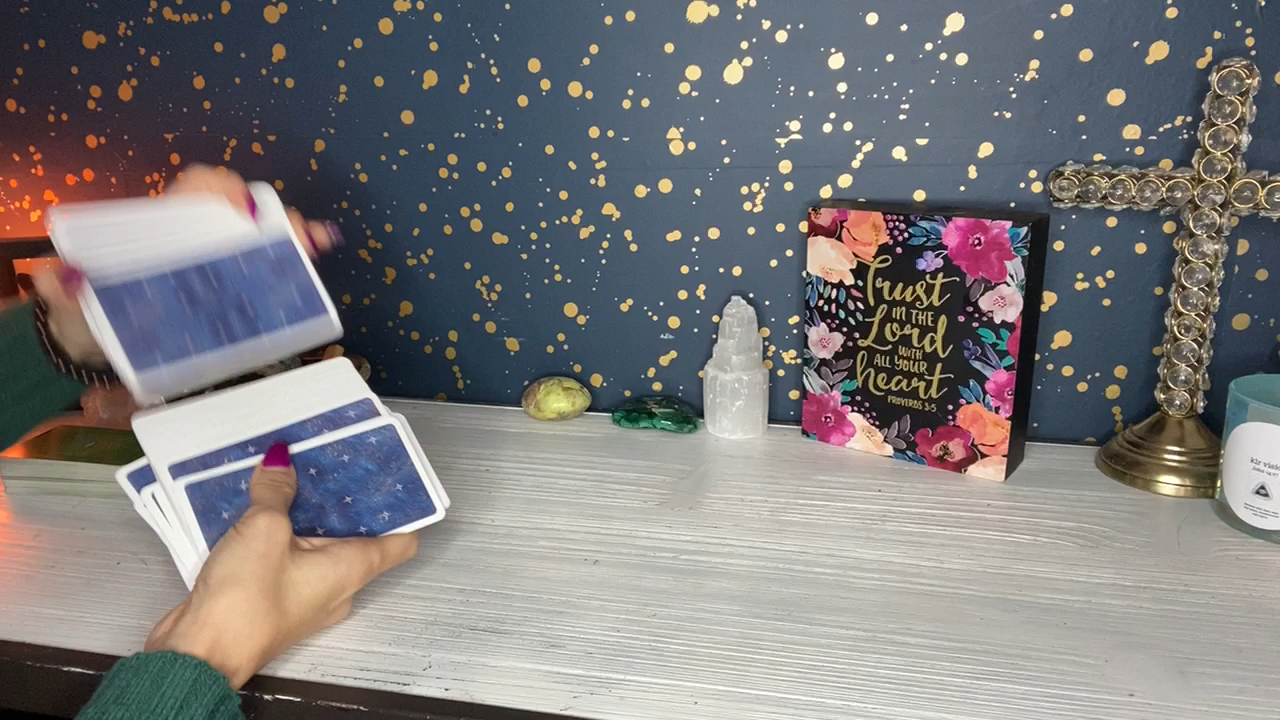 Trust
IN THE
Lord
WITH
ALL YOUR
heart
PROVERBS 3:5